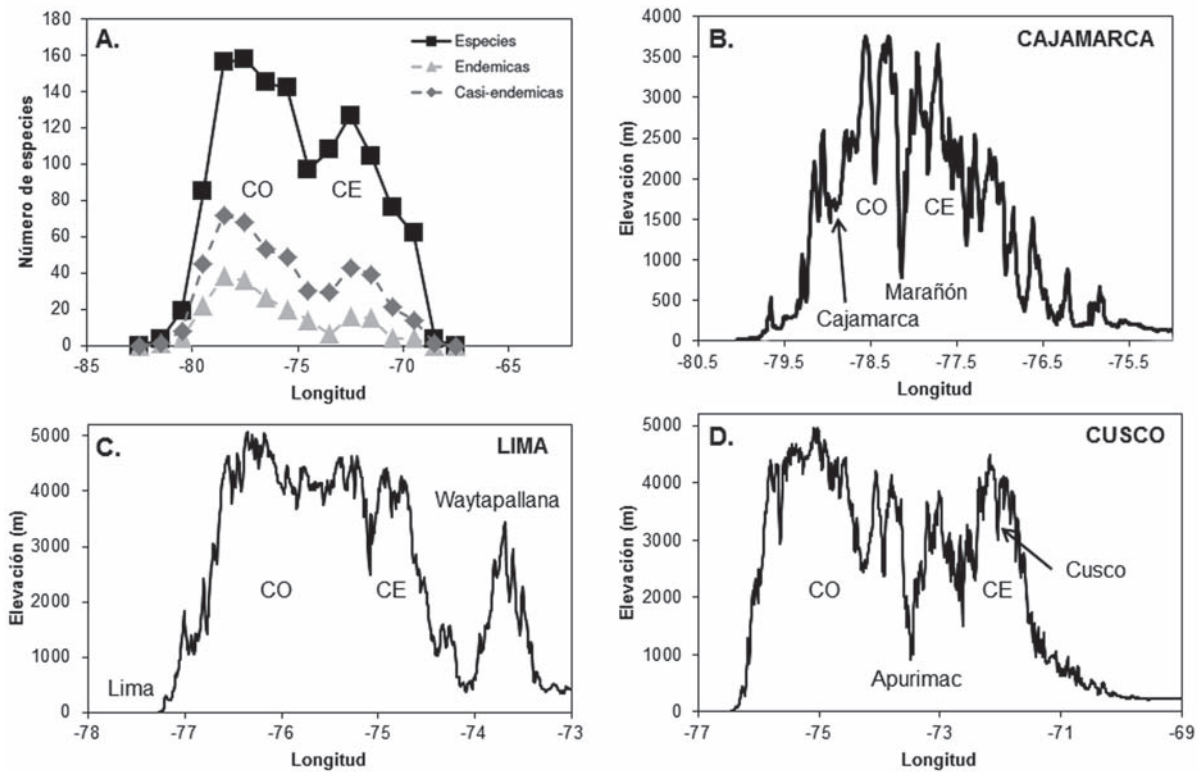 A.
180
160
140
120
100
80
60
40
20
0
Número de especies
Especies
Endemicas
Casi-endemicas
CO
CE
-85
-80
-75
-70
-65
Longitud
B.
CAJAMARCA
4000
3500
3000
2500
2000
1500
1000
500
0
Elevación (m)
CO
CE
Marañón
Cajamarca
-80.5
-79.5
-78.5
-77.5
-76.5
-75.5
Longitud
C.
LIMA
5000
4000
3000
2000
1000
0
Elevación (m)
Waytapallana
CO
CE
Lima
-78
-77
-76
-75
-74
-73
Longitud
D.
CUSCO
5000
4000
3000
2000
1000
0
Elevación (m)
CO
CE
Cusco
Apurimac
-77
-75
-73
-71
-69
Longitud